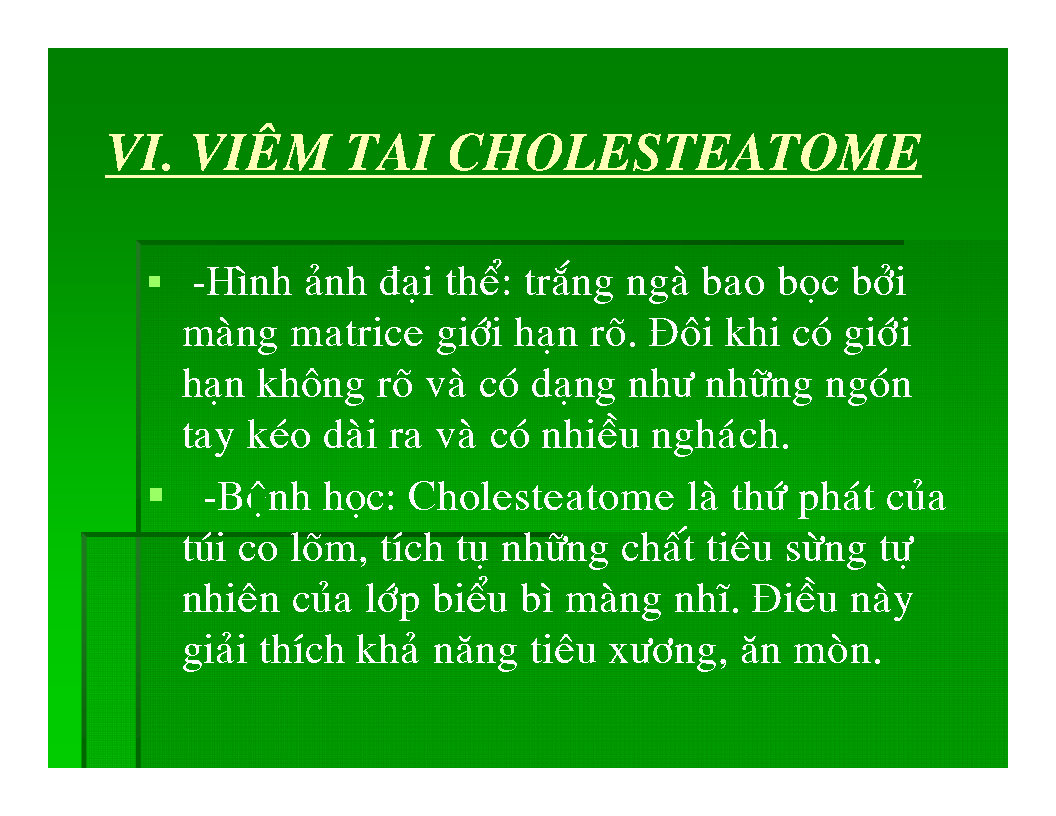 VI. VIÊM TAI CHOLESTEATOME
-Hình ảnh đại thể: trắng ngà bao bọc bởi
màng matrice giới hạn rõ. Đôi khi có giới
hạn không rõ và có dạng như những ngón
tay kéo dài ra và có nhiều nghách.
-Bệnh học: Cholesteatome là thứ phát của
túi co lõm, tích tụ những chất tiêu sừng tự
nhiên của lớp biểu bì màng nhĩ. Điều này
giải thích khả năng tiêu xương, ăn mòn.